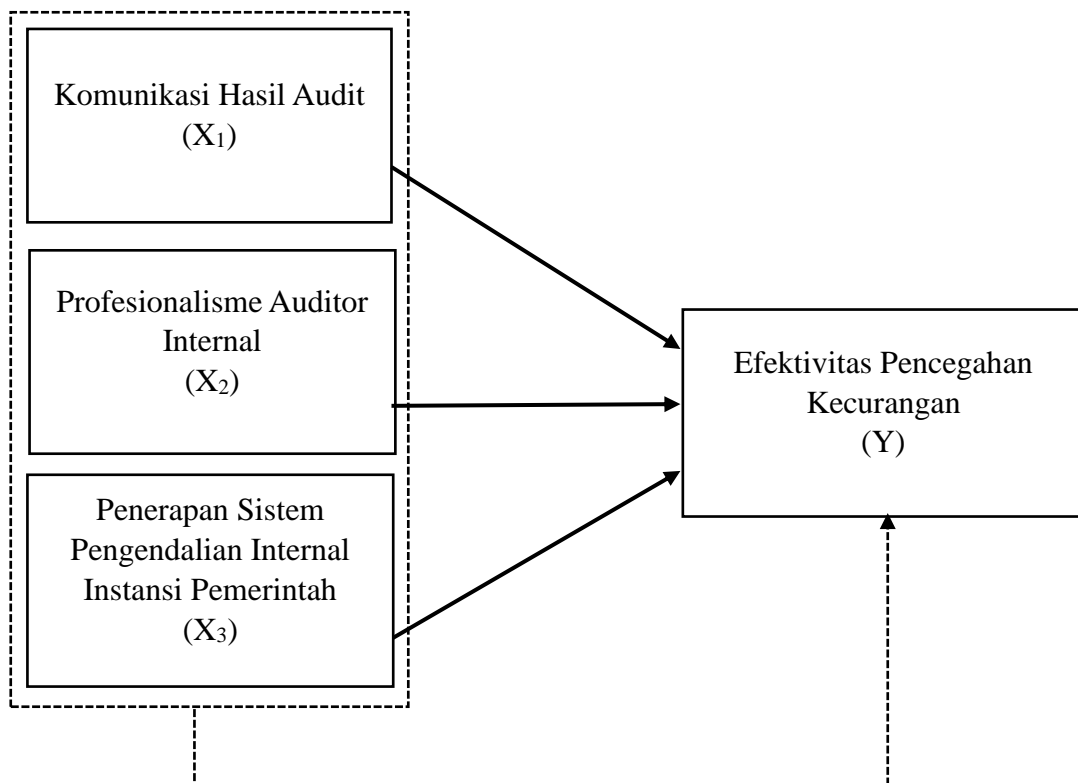 Komunikasi Hasil Audit
(X₁)
Profesionalisme Auditor
Internal
(X₂)
Penerapan Sistem
Pengendalian Internal
Instansi Pemerintah
(X₃)
Efektivitas Pencegahan
Kecurangan
(Y)